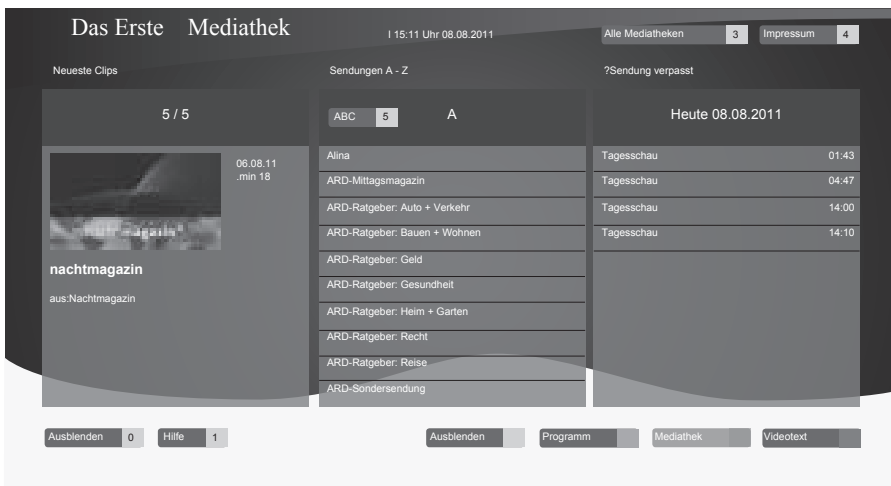 Das Erste Mediathek
I 15:11 Uhr 08.08.2011
Alle Mediatheken 3
Impressum 4
Neueste Clips
Sendungen A - Z
?Sendung verpasst
5 / 5
ABC 5
A
Heute 08.08.2011
06.08.11
.min 18
nachtmagazin
aus:Nachtmagazin
Alina
ARD-Mittagsmagazin
ARD-Ratgeber: Auto + Verkehr
ARD-Ratgeber: Bauen + Wohnen
ARD-Ratgeber: Geld
ARD-Ratgeber: Gesundheit
ARD-Ratgeber: Heim + Garten
ARD-Ratgeber: Recht
ARD-Ratgeber: Reise
ARD-Sondersendung
Tagesschau 01:43
Tagesschau 04:47
Tagesschau 14:00
Tagesschau 14:10
Ausblenden 0
Hilfe 1
Ausblenden
Programm
Mediathek
Videotext